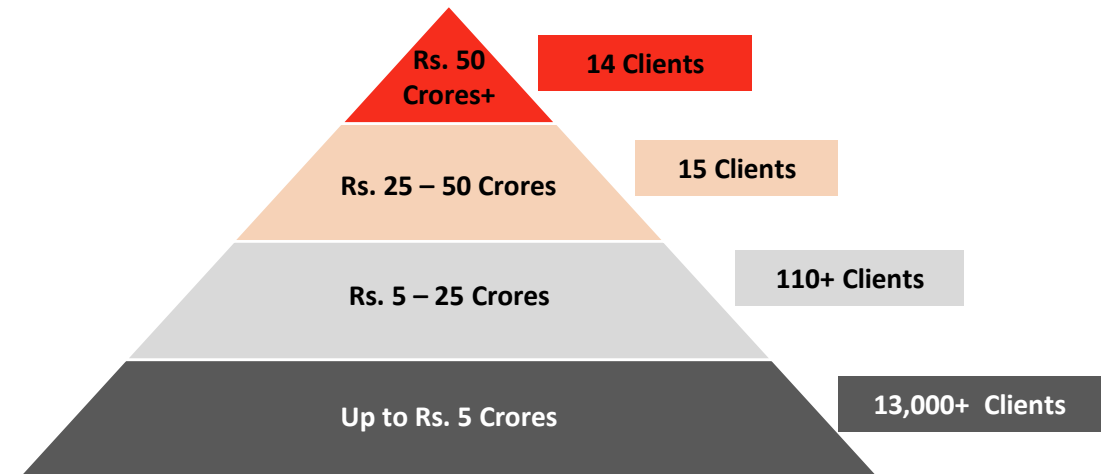 Rs. 50
Crores+
14 Clients
Rs. 25 – 50 Crores
15 Clients
Rs. 5 – 25 Crores
110+ Clients
Up to Rs. 5 Crores
13,000+ Clients